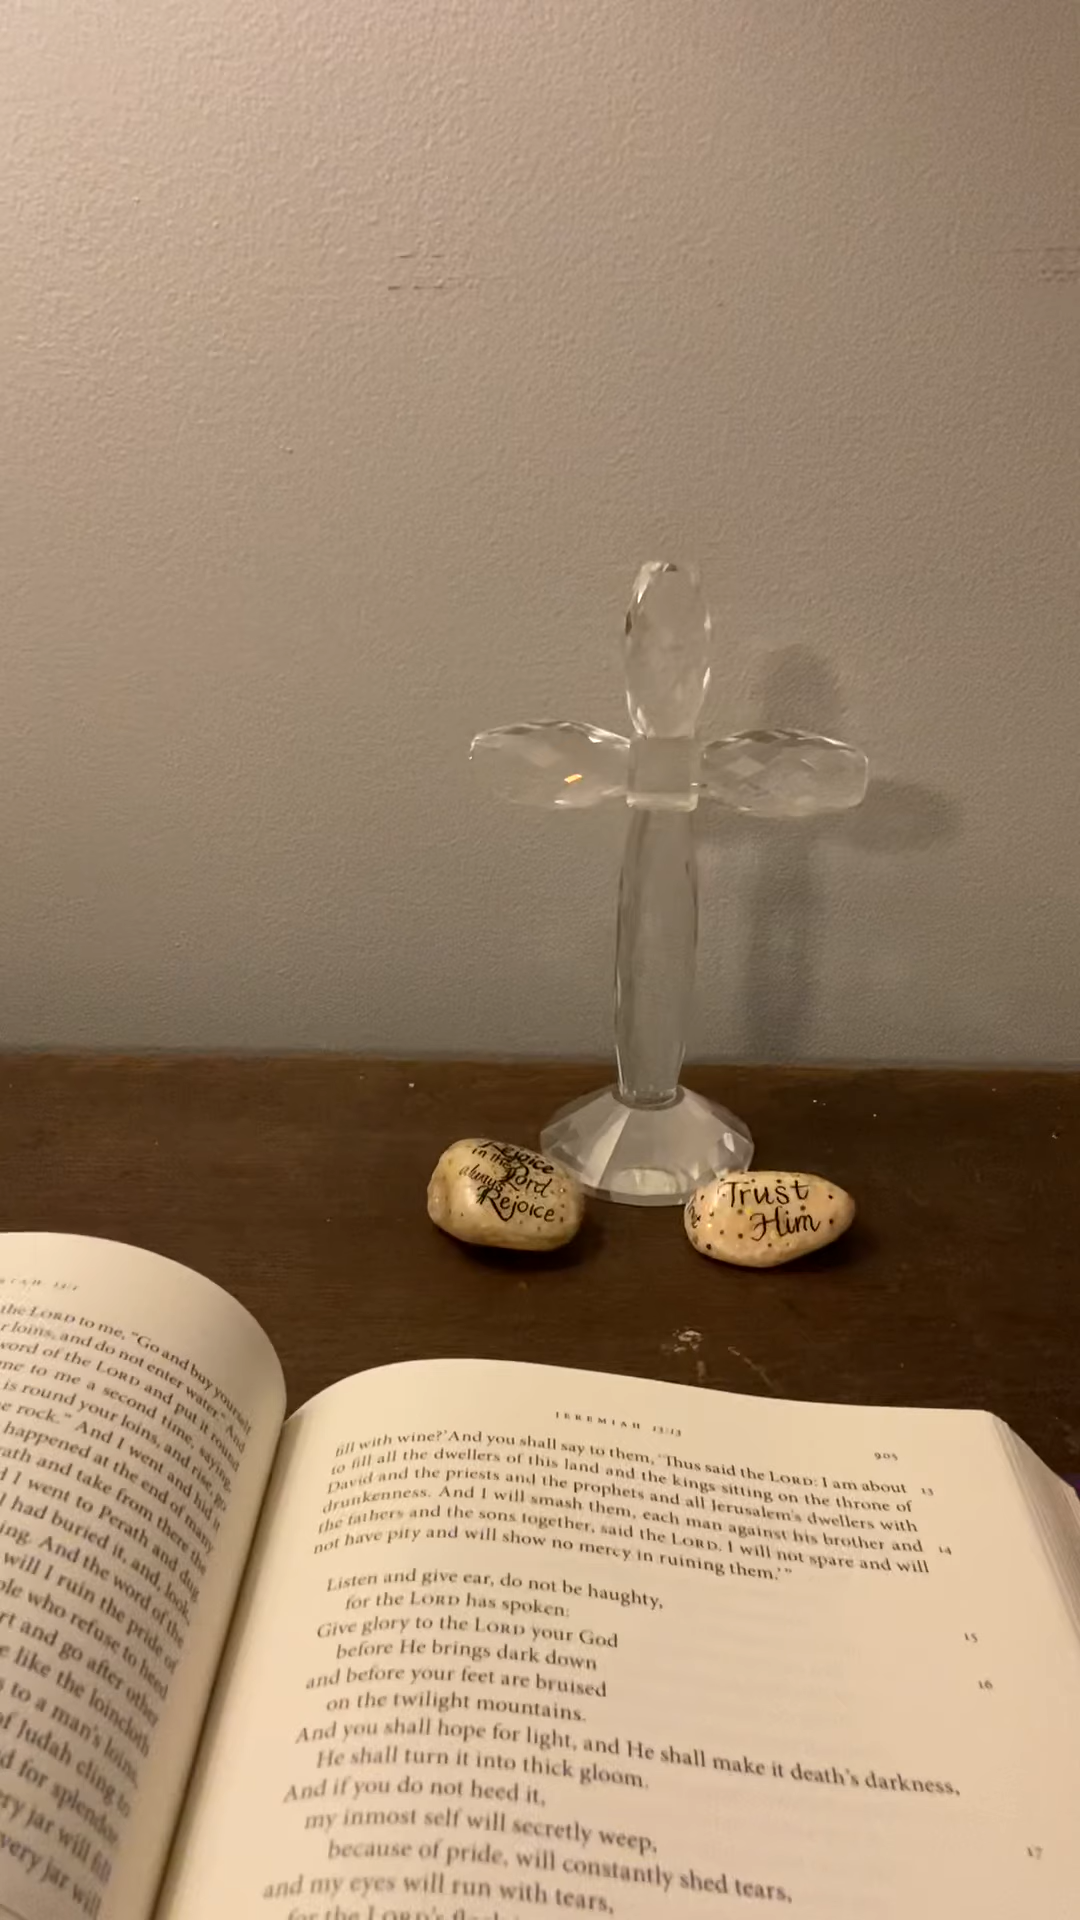 Rejoice
in the Lord
always
Rejoice
Trust
Him
the LORD to me, "Go and buy yourself
loins, and do not enter water." And
word of the LORD and put it round
me to me a second time, saying,
is round your loins, and rise, go
rock." And I went and hid it
happened at the end of many
rath and take from there the
I went to Perath and dug
I had buried it, and, look,
ing. And the word of the
will I ruin the pride of
ple who refuse to heed
rt and go after other
like the loincloth
to a man's loins,
of Judah cling to
d for splendor.
ery jar will fill
very jar will
JEREMIAH 13:13
905
fill with wine?' And you shall say to them, 'Thus said the LORD: I am about 13
to fill all the dwellers of this land and the kings sitting on the throne of
David and the priests and the prophets and all Jerusalem's dwellers with
drunkenness. And I will smash them, each man against his brother and 14
the fathers and the sons together, said the LORD. I will not spare and will
not have pity and will show no mercy in ruining them.'"
Listen and give ear, do not be haughty, 15
for the LORD has spoken:
Give glory to the LORD your God 16
before He brings dark down
and before your feet are bruised
on the twilight mountains.
And you shall hope for light, and He shall make it death's darkness,
He shall turn it into thick gloom.
And if you do not heed it, 17
my inmost self will secretly weep,
because of pride, will constantly shed tears,
and my eyes will run with tears,
for the LORD's